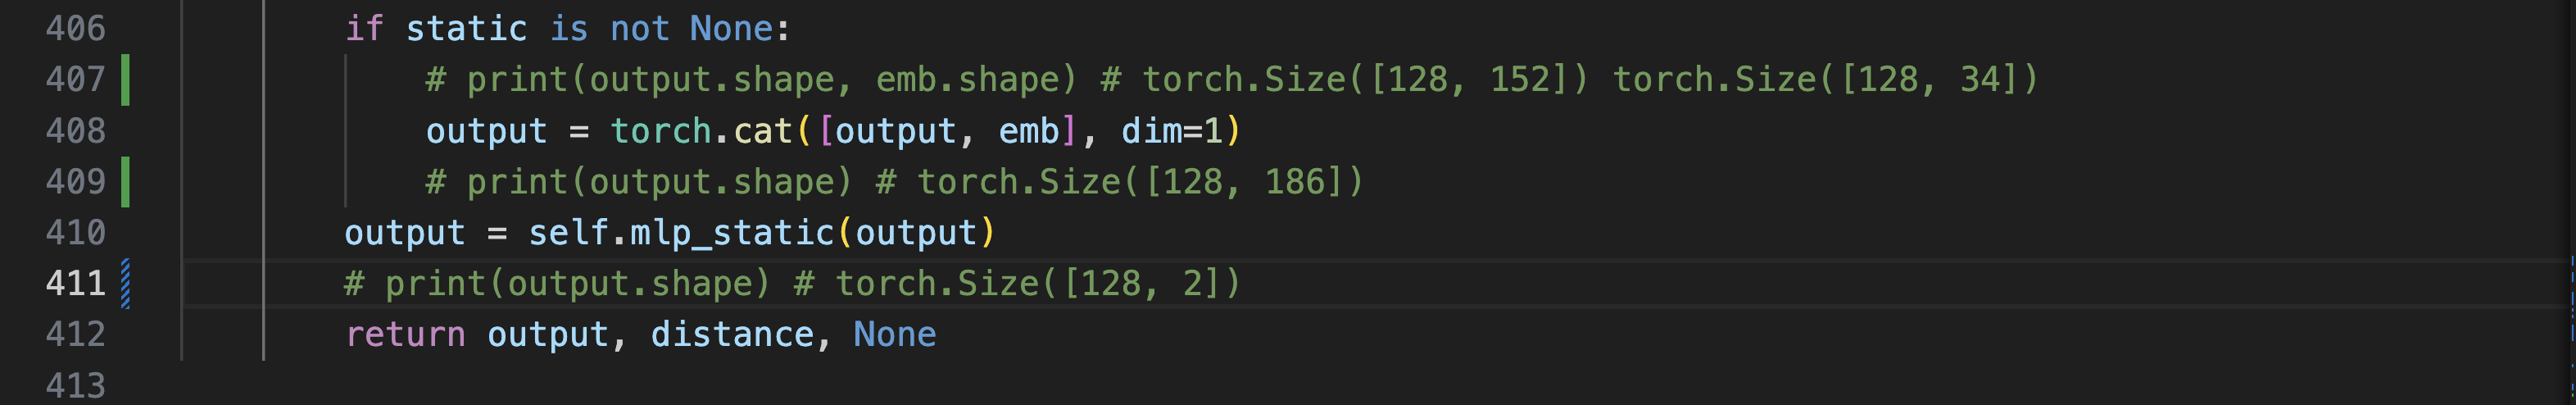 406 if static is not None:
407 # print(output.shape, emb.shape) # torch.Size([128, 152]) torch.Size([128, 34])
408 output = torch.cat([output, emb], dim=1)
409 # print(output.shape) # torch.Size([128, 186])
410 output = self.mlp_static(output)
411 # print(output.shape) # torch.Size([128, 2])
412 return output, distance, None
413